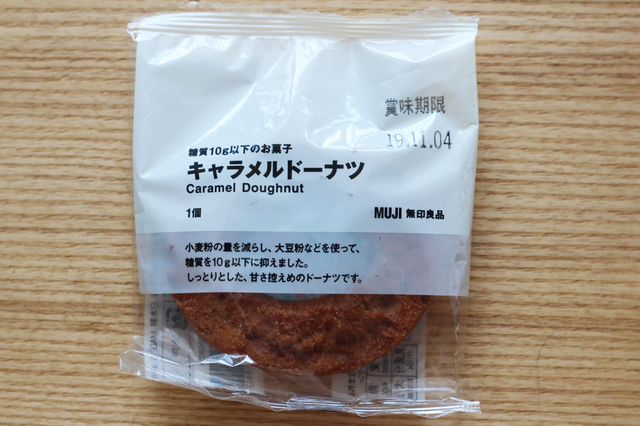 賞味期限
19.11.04
糖質10g以下のお菓子
キャラメルドーナツ
Caramel Doughnut
1個
MUJI 無印良品
小麦粉の量を減らし、大豆粉などを使って、
糖質を10g以下に抑えました。
しっとりとした、甘さ控えめのドーナツです。